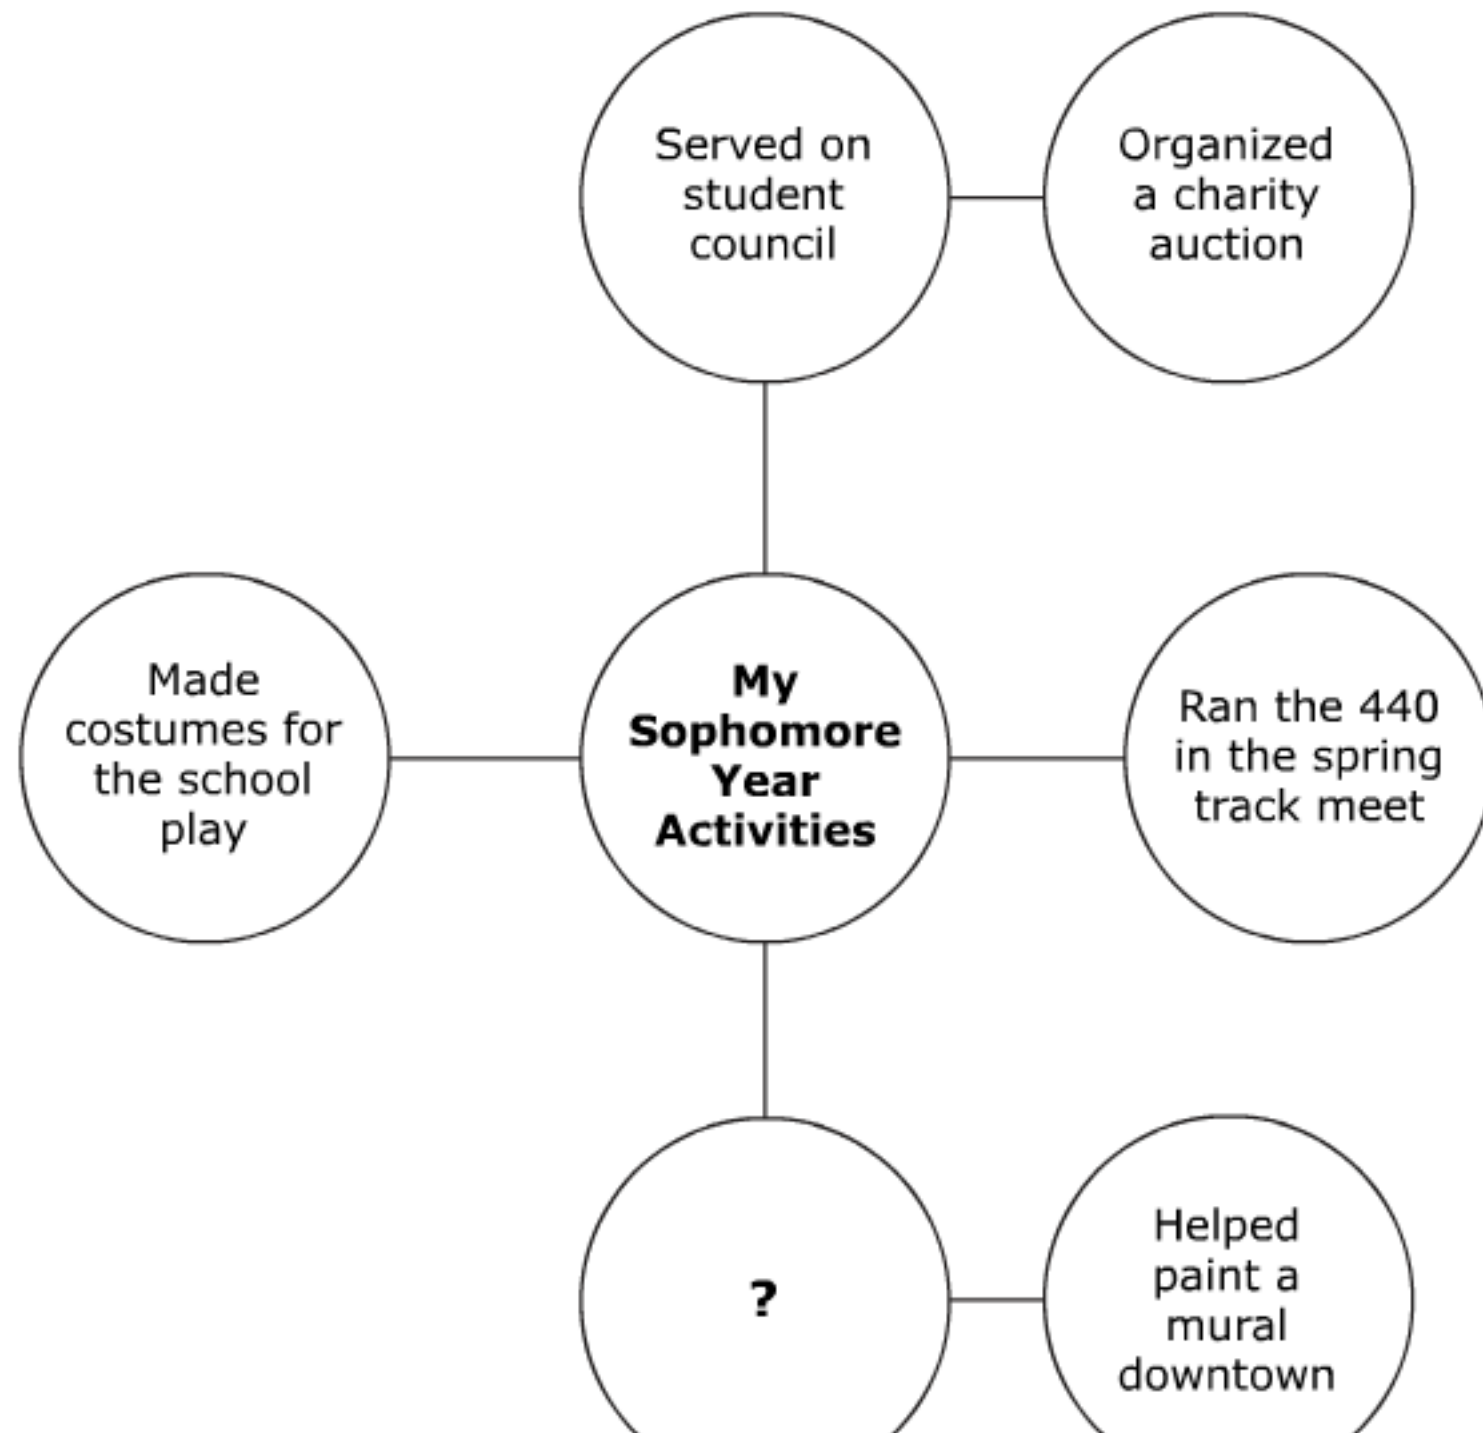 Served on
student
council
Organized
a charity
auction
Made
costumes for
the school
play
My
Sophomore
Year
Activities
Ran the 440
in the spring
track meet
?
Helped
paint a
mural
downtown